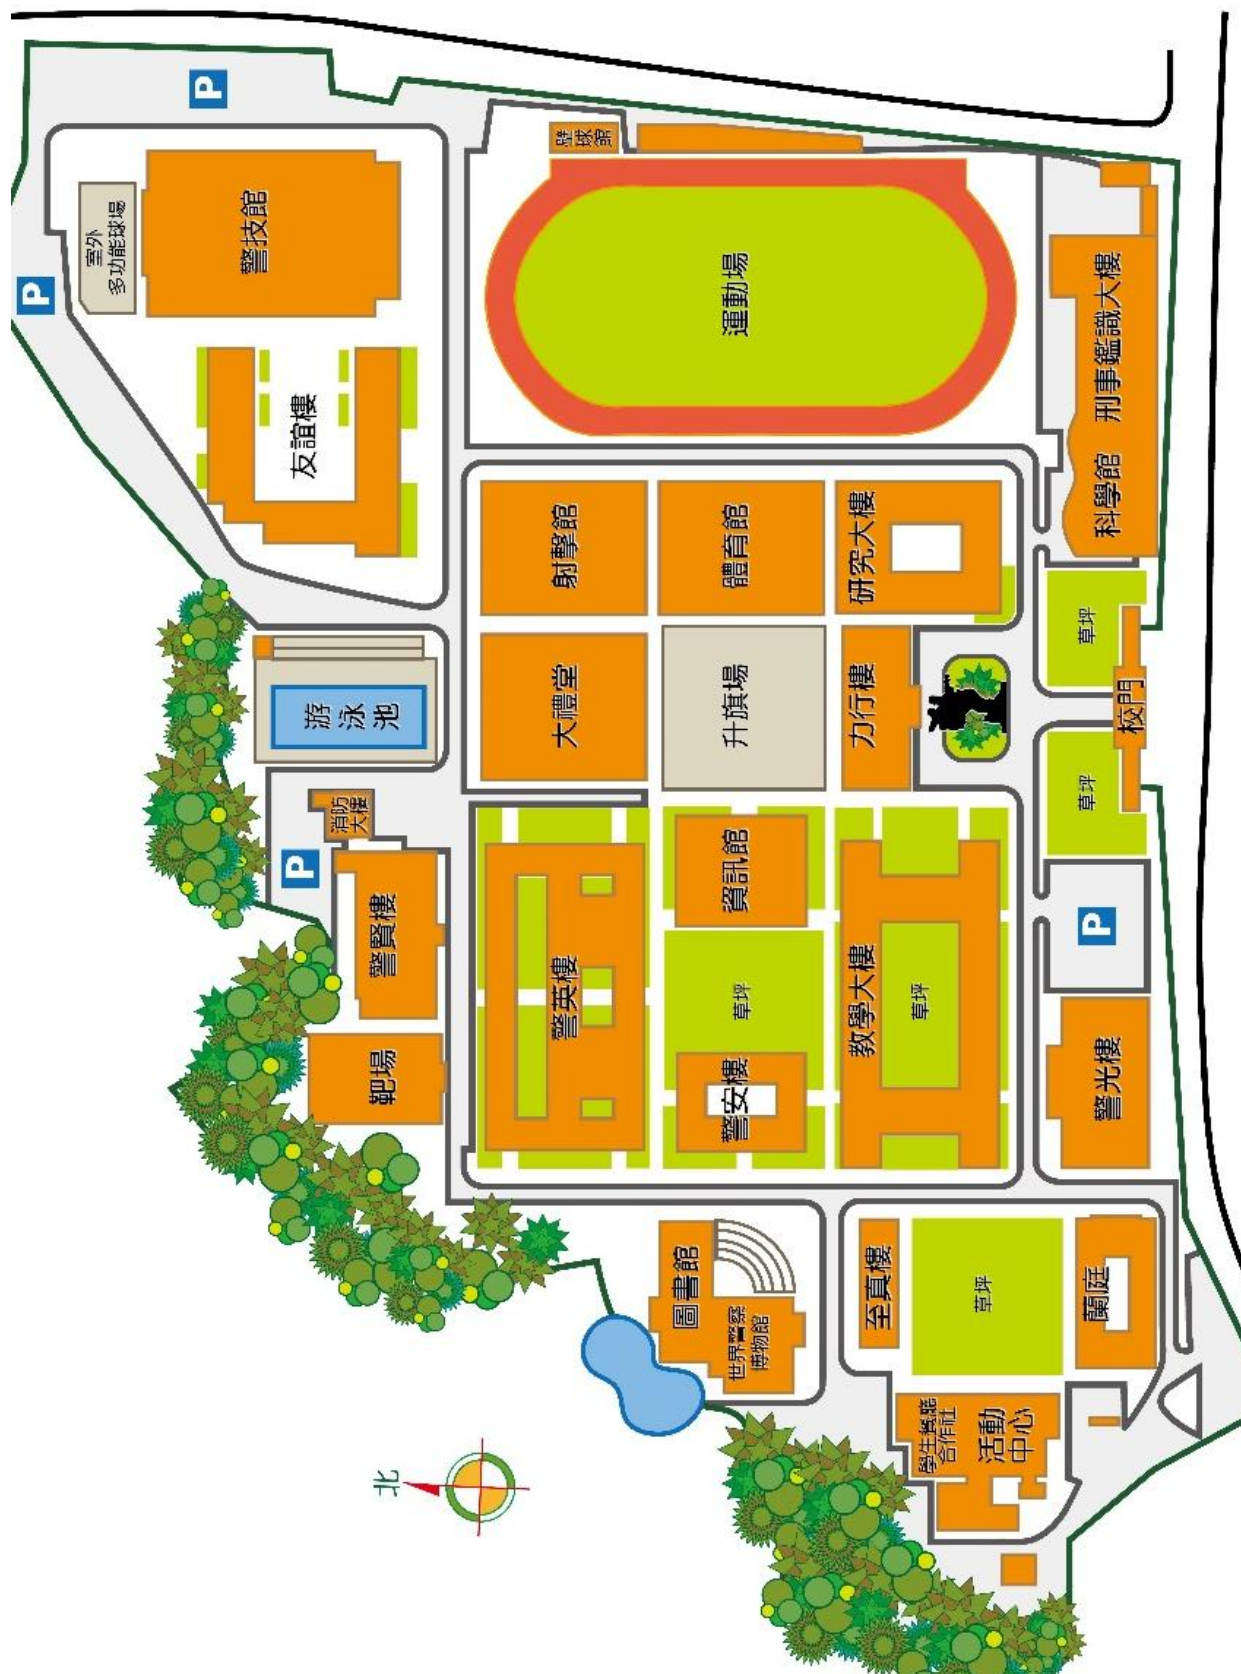 P
壁球館
室外
多功能球場
警技館
運動場
刑事鑑識大樓
P
友誼樓
科學館
射擊館
體育館
研究大樓
草坪
游泳池
大禮堂
升旗場
力行樓
校門
草坪
消防
大樓
P
警賢樓
資訊館
P
警英樓
草坪
教學大樓
草坪
靶場
警安樓
警光樓
圖書館
至真樓
草坪
蘭庭
世界警察
博物館
學生餐廳
合作社
活動
中心
北